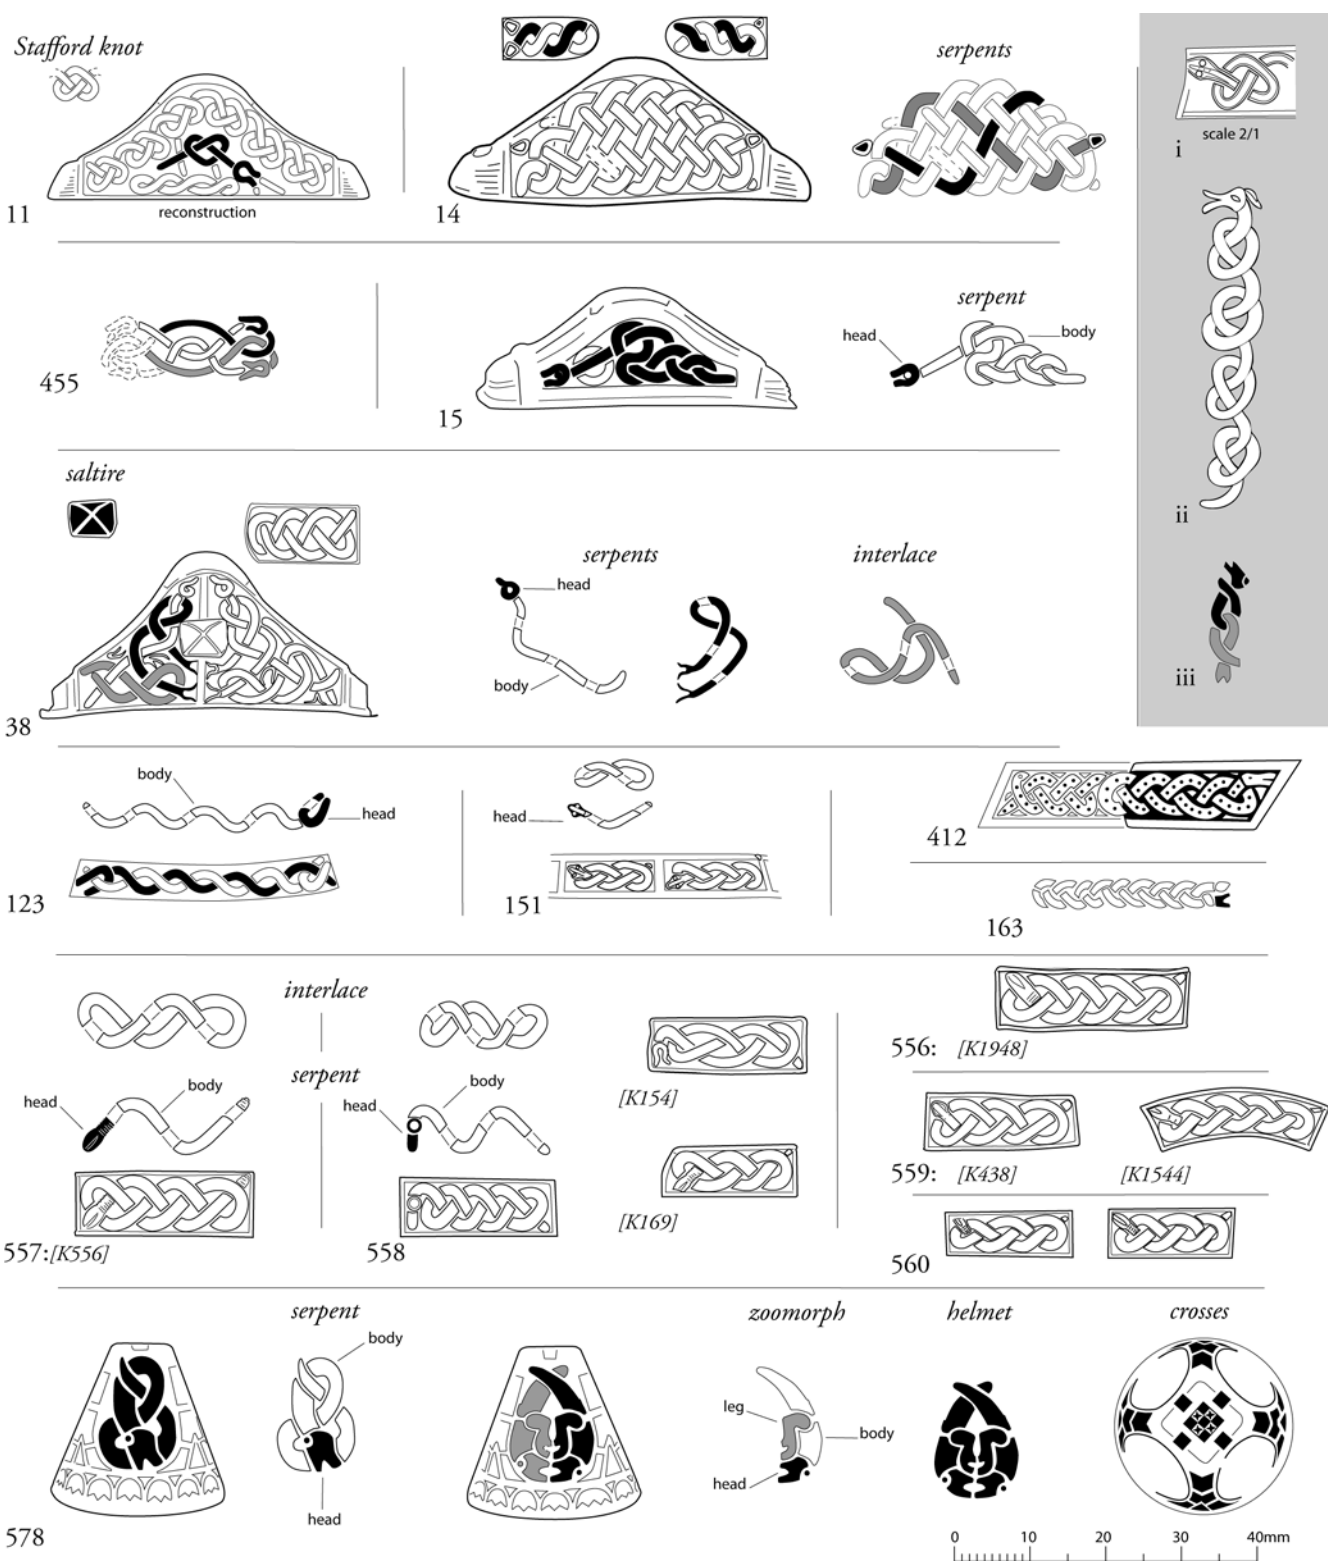 Stafford knot
reconstruction
11
14
serpents
scale 2/1
i
ii
iii
455
15
serpent
head
body
saltire
38
serpents
head
body
interlace
body
head
123
head
151
412
163
interlace
serpent
head
body
557:[K556]
head
body
558
[K154]
[K169]
556: [K1948]
559: [K438] [K1544]
560
578
serpent
body
head
zoomorph
leg
body
head
helmet
crosses
0 10 20 30 40mm